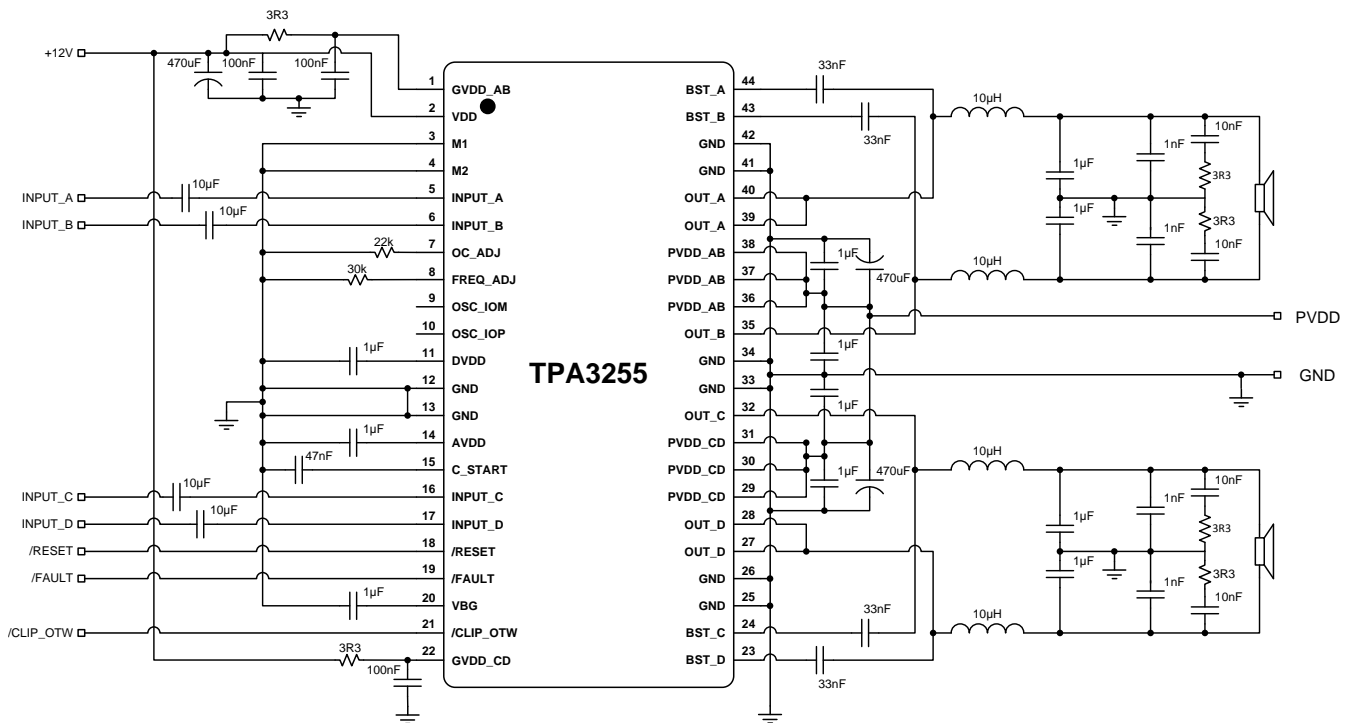 3R3
+12V
470uF
100nF
100nF
1
GVDD_AB
2
VDD
3
M1
4
M2
INPUT_A
10µF
5
INPUT_A
INPUT_B
10µF
6
INPUT_B
22k
7
OC_ADJ
30k
8
FREQ_ADJ
9
OSC_IOM
10
OSC_IOP
1µF
11
DVDD
12
GND
13
GND
1µF
14
AVDD
47nF
15
C_START
INPUT_C
10µF
16
INPUT_C
INPUT_D
10µF
17
INPUT_D
/RESET
18
/RESET
/FAULT
19
/FAULT
1µF
20
VBG
/CLIP_OTW
21
/CLIP_OTW
3R3
100nF
22
GVDD_CD
TPA3255
BST_A
44
33nF
BST_B
43
33nF
GND
42
GND
41
OUT_A
40
OUT_A
39
PVDD_AB
38
PVDD_AB
37
PVDD_AB
36
OUT_B
35
GND
34
GND
33
OUT_C
32
PVDD_CD
31
PVDD_CD
30
PVDD_CD
29
OUT_D
28
OUT_D
27
GND
26
GND
25
BST_C
24
33nF
BST_D
23
33nF
1µF
470uF
1µF
1µF
1µF
470uF
10µH
10µH
1µF
1µF
1nF
1nF
10nF
3R3
3R3
10nF
PVDD
GND
10µH
10µH
1µF
1µF
1nF
1nF
10nF
3R3
3R3
10nF